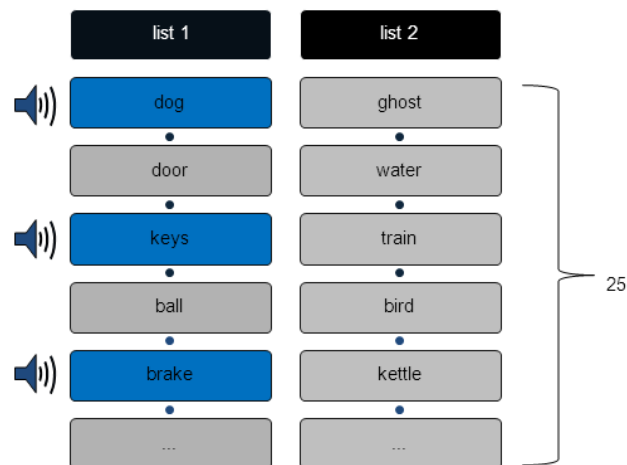 list 1 list 2
dog ghost
door water
keys train
25
ball bird
brake kettle
... ...